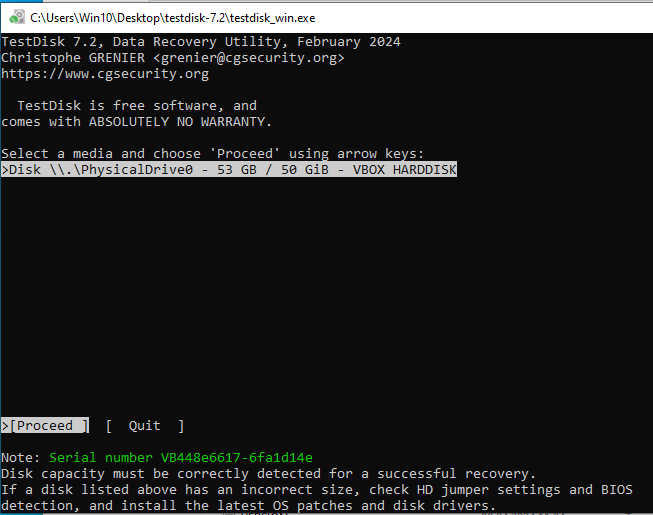 C:\Users\Win10\Desktop\testdisk-7.2\testdisk_win.exe
TestDisk 7.2, Data Recovery Utility, February 2024
Christophe GRENIER <grenier@cgsecurity.org>
https://www.cgsecurity.org
TestDisk is free software, and
comes with ABSOLUTELY NO WARRANTY.
Select a media and choose 'Proceed' using arrow keys:
>Disk \\.\PhysicalDrive0 - 53 GB / 50 GiB - VBOX HARDDISK
>[Proceed ]  [  Quit  ]
Note: Serial number VB448e6617-6fa1d14e
Disk capacity must be correctly detected for a successful recovery.
If a disk listed above has an incorrect size, check HD jumper settings and BIOS
detection, and install the latest OS patches and disk drivers.